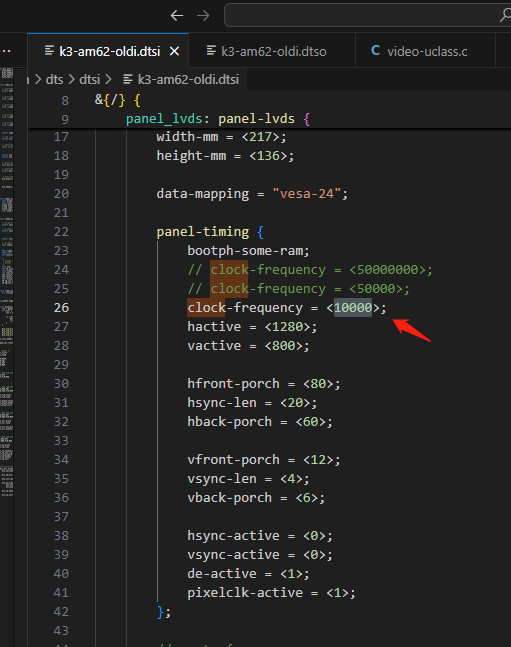 k3-am62-oldi.dtsi
k3-am62-oldi.dtso
C video-uclass.c
dts > dtsi > k3-am62-oldi.dtsi
8 &{/} {
9 panel_lvds: panel-lvds {
17 width-mm = <217>;
18 height-mm = <136>;
19
20 data-mapping = "vesa-24";
21
22 panel-timing {
23 bootph-some-ram;
24 // clock-frequency = <50000000>;
25 // clock-frequency = <50000>;
26 clock-frequency = <10000>;
27 hactive = <1280>;
28 vactive = <800>;
29
30 hfront-porch = <80>;
31 hsync-len = <20>;
32 hback-porch = <60>;
33
34 vfront-porch = <12>;
35 vsync-len = <4>;
36 vback-porch = <6>;
37
38 hsync-active = <0>;
39 vsync-active = <0>;
40 de-active = <1>;
41 pixelclk-active = <1>;
42 };
43